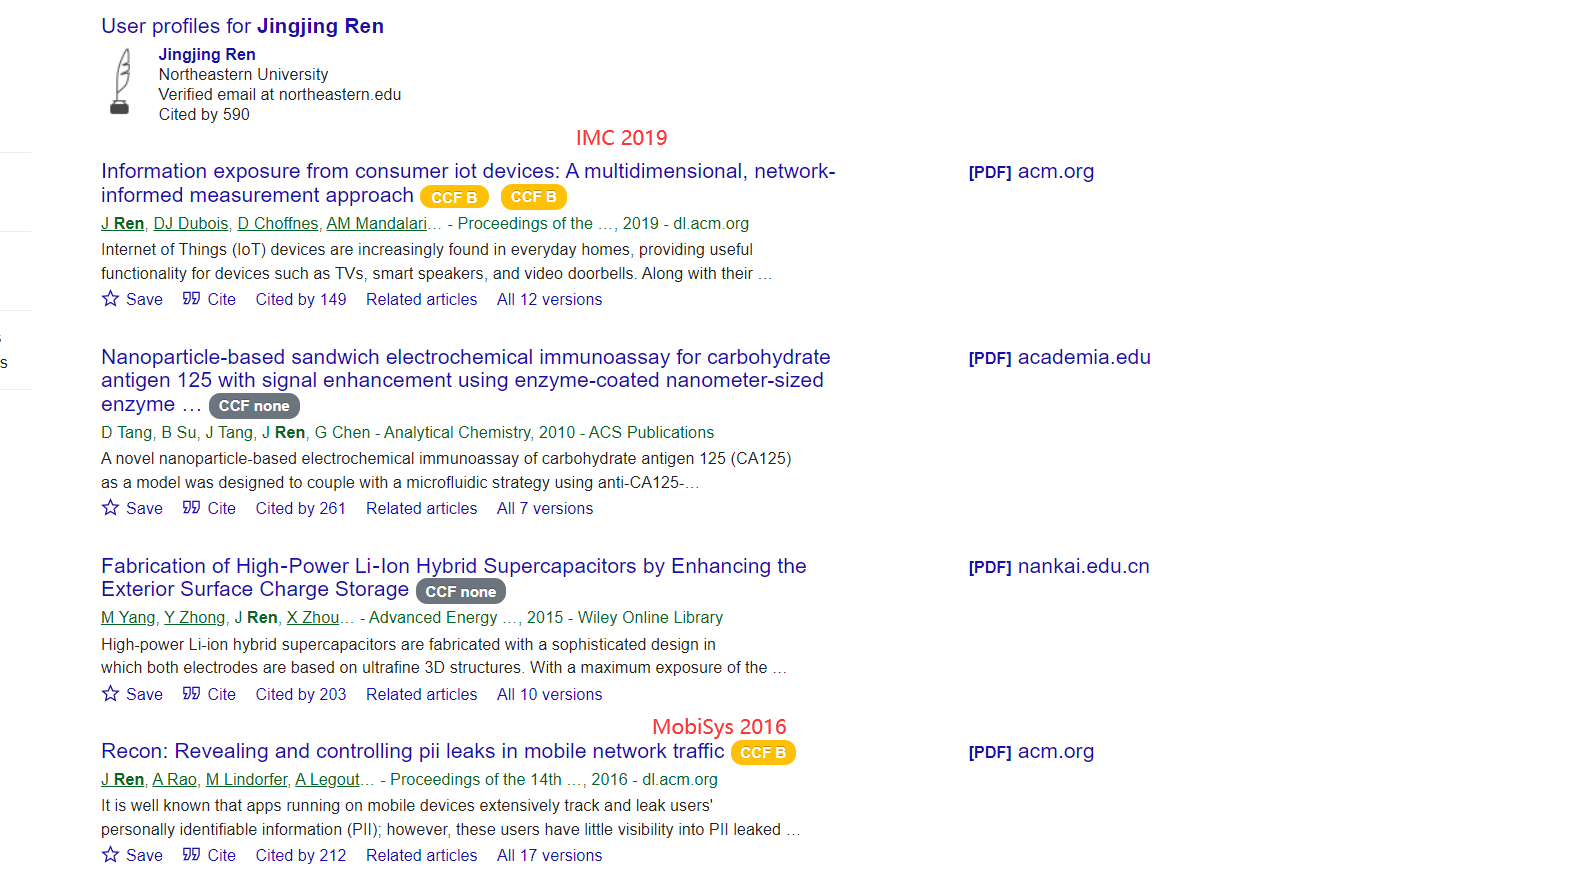 User profiles for Jingjing Ren
Jingjing Ren
Northeastern University
Verified email at northeastern.edu
Cited by 590
IMC 2019
Information exposure from consumer iot devices: A multidimensional, network-
informed measurement approach CCF B CCF B
[PDF] acm.org
J Ren, DJ Dubois, D Choffnes, AM Mandalari… - Proceedings of the …, 2019 - dl.acm.org
Internet of Things (IoT) devices are increasingly found in everyday homes, providing useful
functionality for devices such as TVs, smart speakers, and video doorbells. Along with their …
Save Cite Cited by 149 Related articles All 12 versions
Nanoparticle-based sandwich electrochemical immunoassay for carbohydrate
antigen 125 with signal enhancement using enzyme-coated nanometer-sized
enzyme … CCF none
[PDF] academia.edu
D Tang, B Su, J Tang, J Ren, G Chen - Analytical Chemistry, 2010 - ACS Publications
A novel nanoparticle-based electrochemical immunoassay of carbohydrate antigen 125 (CA125)
as a model was designed to couple with a microfluidic strategy using anti-CA125-…
Save Cite Cited by 261 Related articles All 7 versions
Fabrication of High-Power Li-Ion Hybrid Supercapacitors by Enhancing the
Exterior Surface Charge Storage CCF none
[PDF] nankai.edu.cn
M Yang, Y Zhong, J Ren, X Zhou… - Advanced Energy …, 2015 - Wiley Online Library
High-power Li-ion hybrid supercapacitors are fabricated with a sophisticated design in
which both electrodes are based on ultrafine 3D structures. With a maximum exposure of the …
Save Cite Cited by 203 Related articles All 10 versions
MobiSys 2016
Recon: Revealing and controlling pii leaks in mobile network traffic CCF B
[PDF] acm.org
J Ren, A Rao, M Lindorfer, A Legout… - Proceedings of the 14th …, 2016 - dl.acm.org
It is well known that apps running on mobile devices extensively track and leak users'
personally identifiable information (PII); however, these users have little visibility into PII leaked …
Save Cite Cited by 212 Related articles All 17 versions